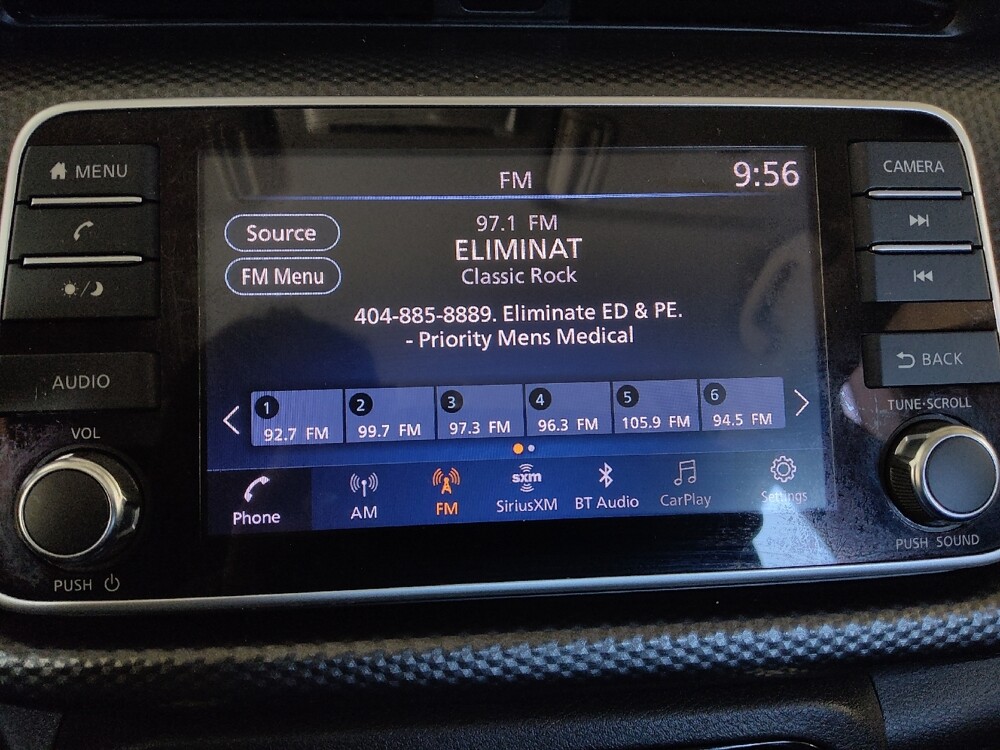 MENU
AUDIO
VOL
PUSH
FM
9:56
Source
97.1 FM
ELIMINAT
FM Menu
Classic Rock
404-885-8889. Eliminate ED & PE.
- Priority Mens Medical
1 92.7 FM
2 99.7 FM
3 97.3 FM
4 96.3 FM
5 105.9 FM
6 94.5 FM
Phone
AM
FM
sxm
SiriusXM
BT Audio
CarPlay
Settings
CAMERA
BACK
TUNE·SCROLL
PUSH SOUND